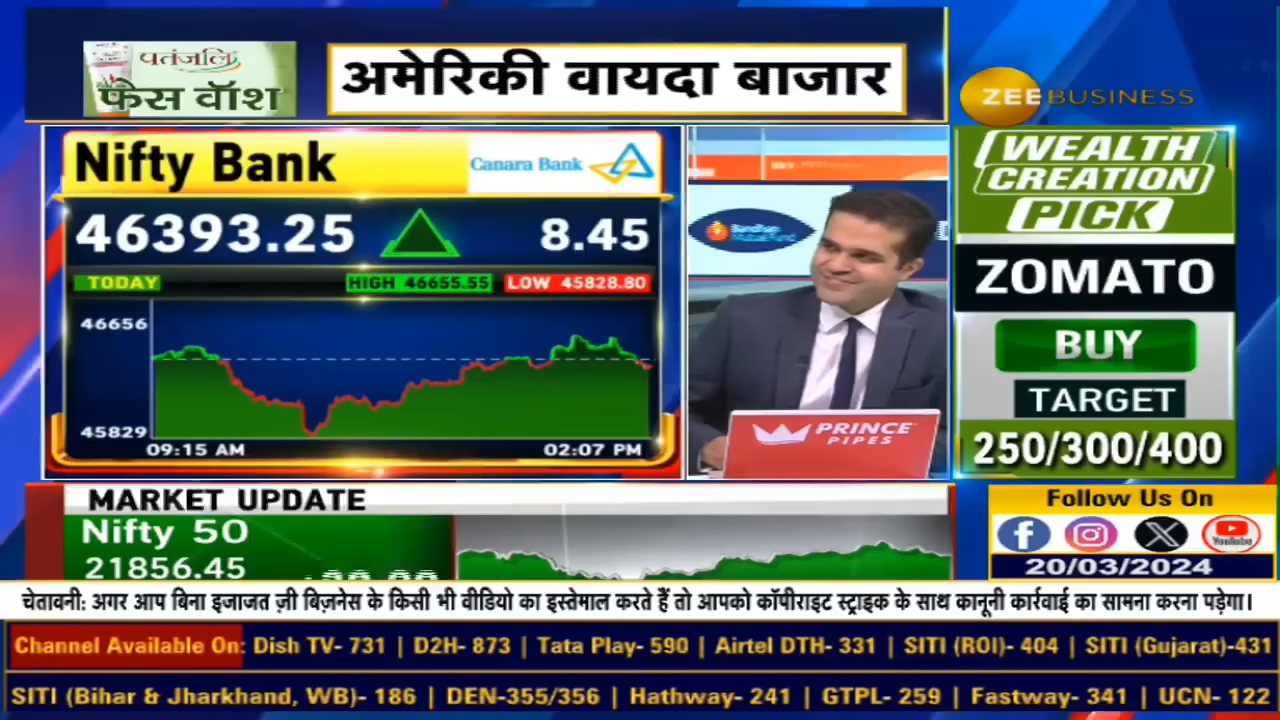 पतंजलि
फेस वॉश
अमेरिकी वायदा बाजार
ZEEBUSINESS
Nifty Bank
Canara Bank
46393.25 8.45
TODAY HIGH 46655.55 LOW 45828.80
46656
45829
09:15 AM 02:07 PM
PRINCE
PIPES
WEALTH
CREATION
PICK
ZOMATO
BUY
TARGET
250/300/400
MARKET UPDATE
Nifty 50
21856.45
Follow Us On
YouTube
20/03/2024
चेतावनी: अगर आप बिना इजाजत ज़ी बिज़नेस के किसी भी वीडियो का इस्तेमाल करते हैं तो आपको कॉपीराइट स्ट्राइक के साथ कानूनी कार्रवाई का सामना करना पड़ेगा।
Channel Available On: Dish TV- 731 | D2H- 873 | Tata Play- 590 | Airtel DTH- 331 | SITI (ROI)- 404 | SITI (Gujarat)-431
SITI (Bihar & Jharkhand, WB)- 186 | DEN-355/356 | Hathway- 241 | GTPL- 259 | Fastway- 341 | UCN- 122